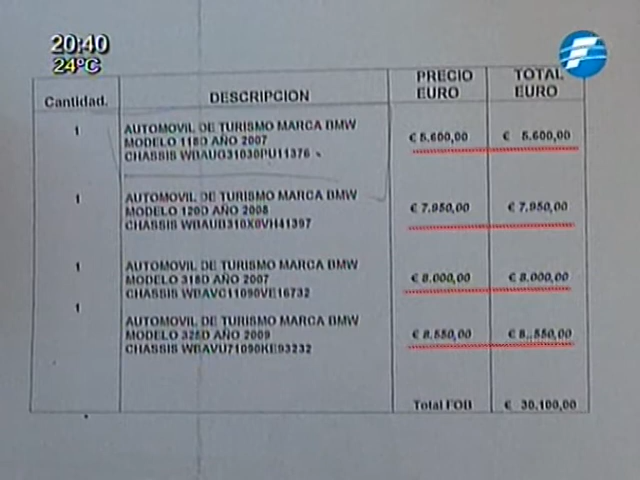 20:40
24°C
Cantidad. DESCRIPCION PRECIO EURO TOTAL EURO
1 AUTOMOVIL DE TURISMO MARCA BMW € 5.600,00 € 5.600,00
MODELO 118D AÑO 2007
CHASSIS WBAUG31030PU11376
1 AUTOMOVIL DE TURISMO MARCA BMW € 7.950,00 € 7.950,00
MODELO 120D AÑO 2008
CHASSIS WBAUD310X0VH41397
1 AUTOMOVIL DE TURISMO MARCA BMW € 8.000,00 € 8.000,00
MODELO 318D AÑO 2007
CHASSIS WBAVC11090VE16732
1 AUTOMOVIL DE TURISMO MARCA BMW € 8.550,00 € 8..550,00
MODELO 325D AÑO 2009
CHASSIS WBAVU71090KE93232
Total FOB € 30.100,00